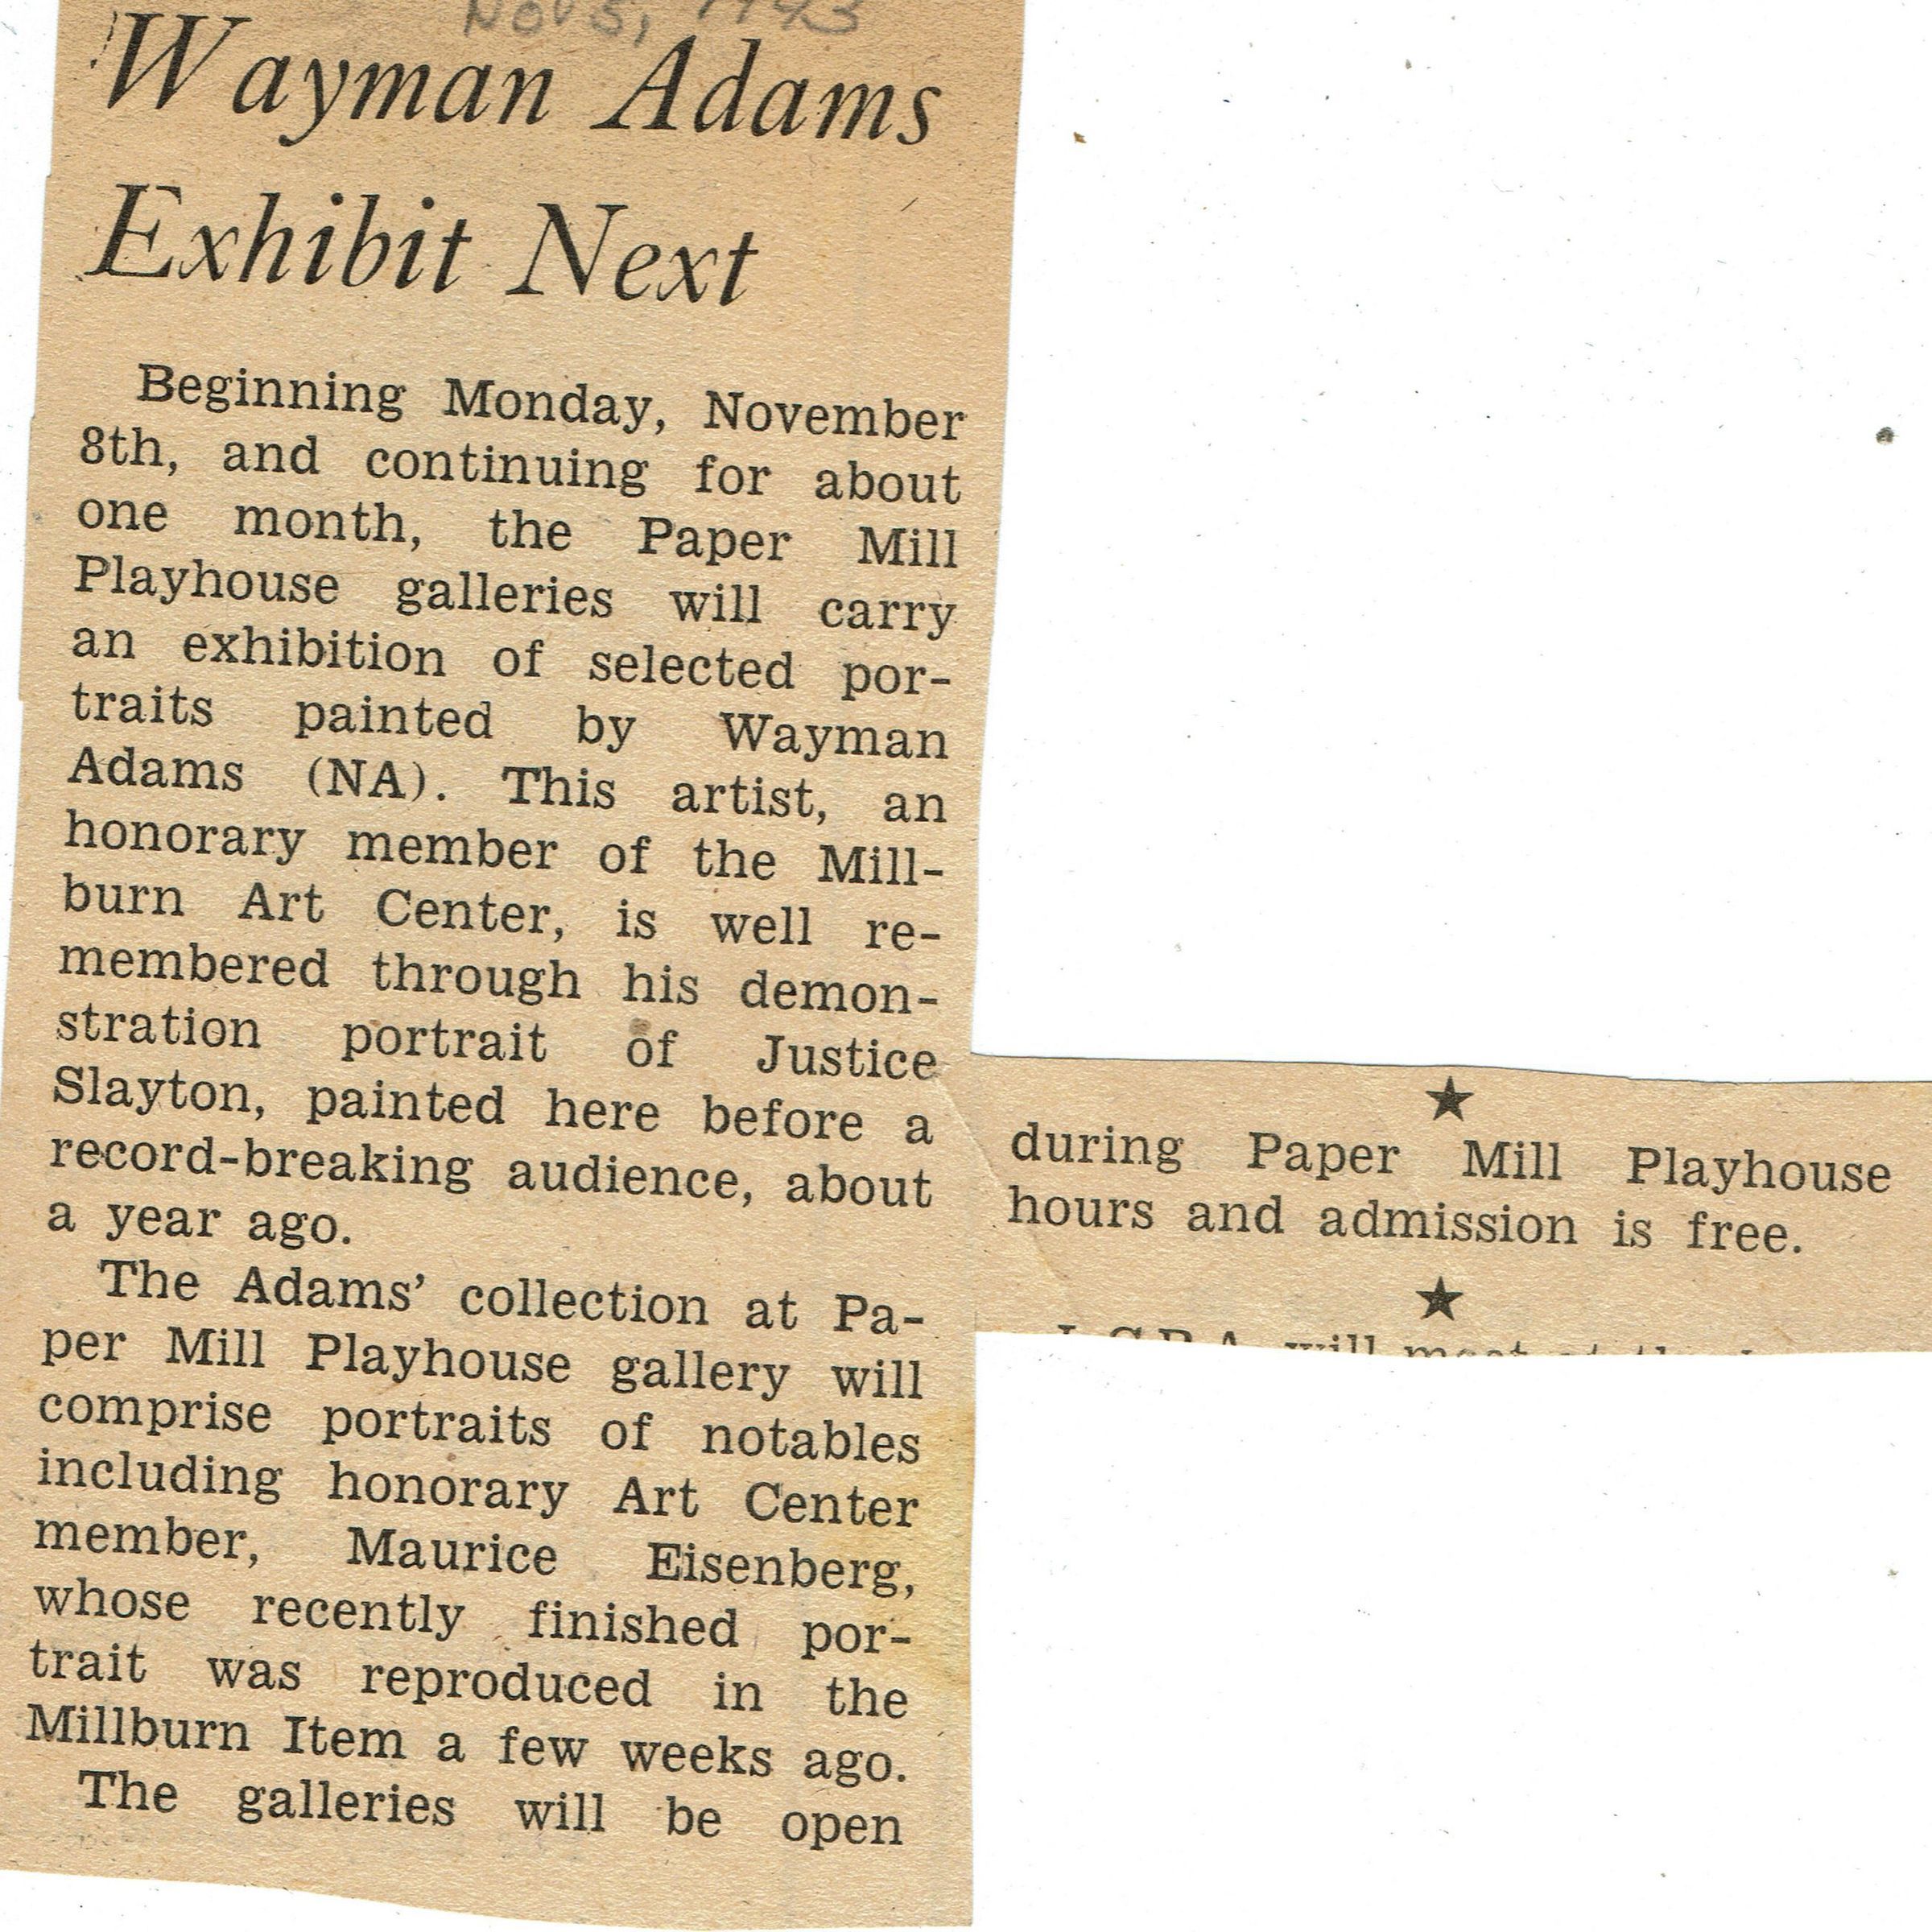 Nov 5, 1943
Wayman Adams
Exhibit Next
Beginning Monday, November
8th, and continuing for about
one month, the Paper Mill
Playhouse galleries will carry
an exhibition of selected por-
traits painted by Wayman
Adams (NA). This artist, an
honorary member of the Mill-
burn Art Center, is well re-
membered through his demon-
stration portrait of Justice
Slayton, painted here before a
record-breaking audience, about
a year ago.
The Adams' collection at Pa-
per Mill Playhouse gallery will
comprise portraits of notables
including honorary Art Center
member, Maurice Eisenberg,
whose recently finished por-
trait was reproduced in the
Millburn Item a few weeks ago.
The galleries will be open
★
during Paper Mill Playhouse
hours and admission is free.
★
will meet at the